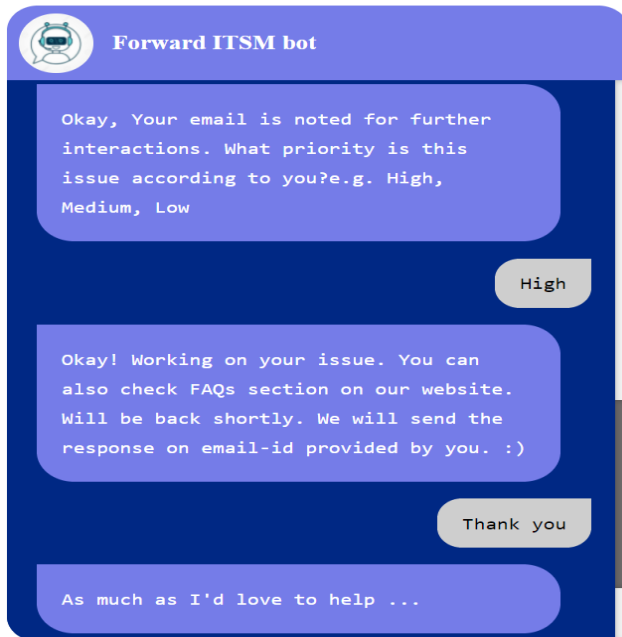 Forward ITSM bot
Okay, Your email is noted for further
interactions. What priority is this
issue according to you?e.g. High,
Medium, Low
High
Okay! Working on your issue. You can
also check FAQs section on our website.
Will be back shortly. We will send the
response on email-id provided by you. :)
Thank you
As much as I'd love to help ...